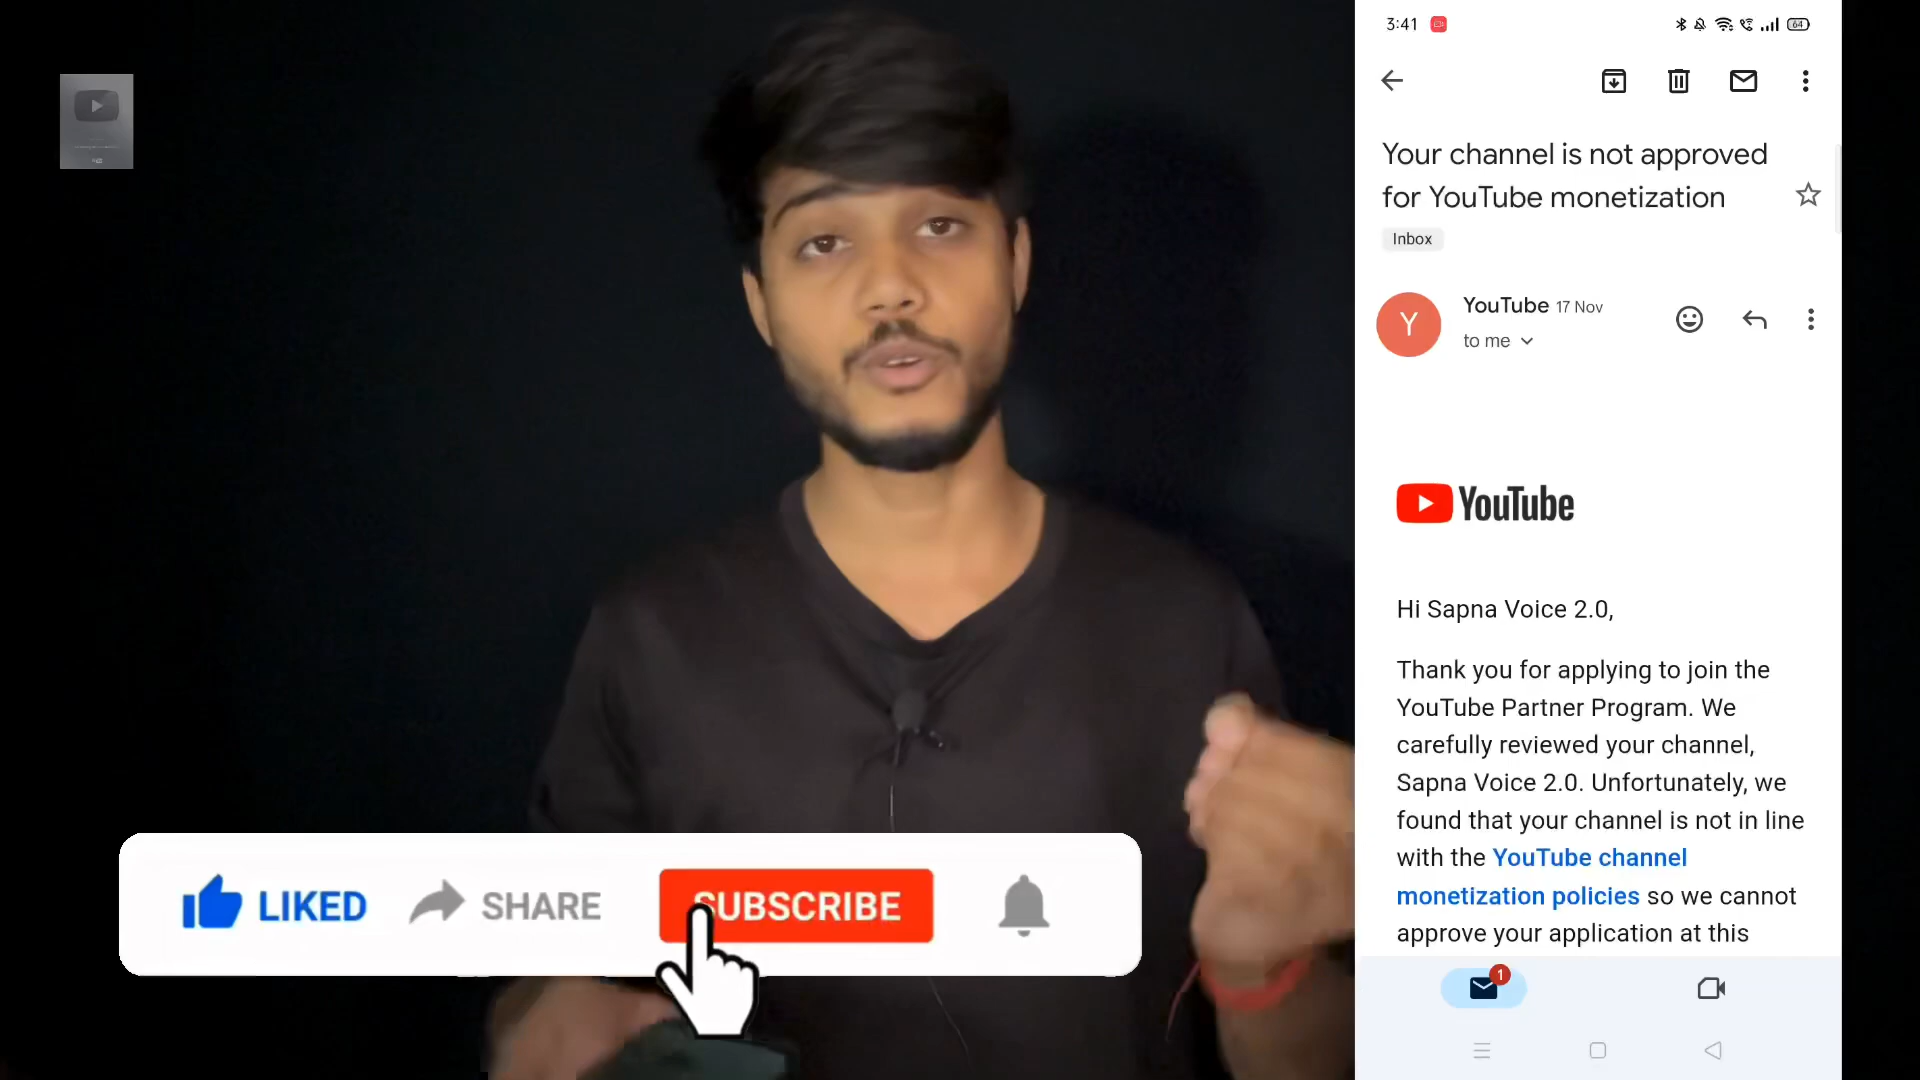 3:41
64
Your channel is not approved
for YouTube monetization
Inbox
Y
YouTube 17 Nov
to me
YouTube
Hi Sapna Voice 2.0,
Thank you for applying to join the
YouTube Partner Program. We
carefully reviewed your channel,
Sapna Voice 2.0. Unfortunately, we
found that your channel is not in line
with the YouTube channel
monetization policies so we cannot
approve your application at this
1
LIKED
SHARE
SUBSCRIBE